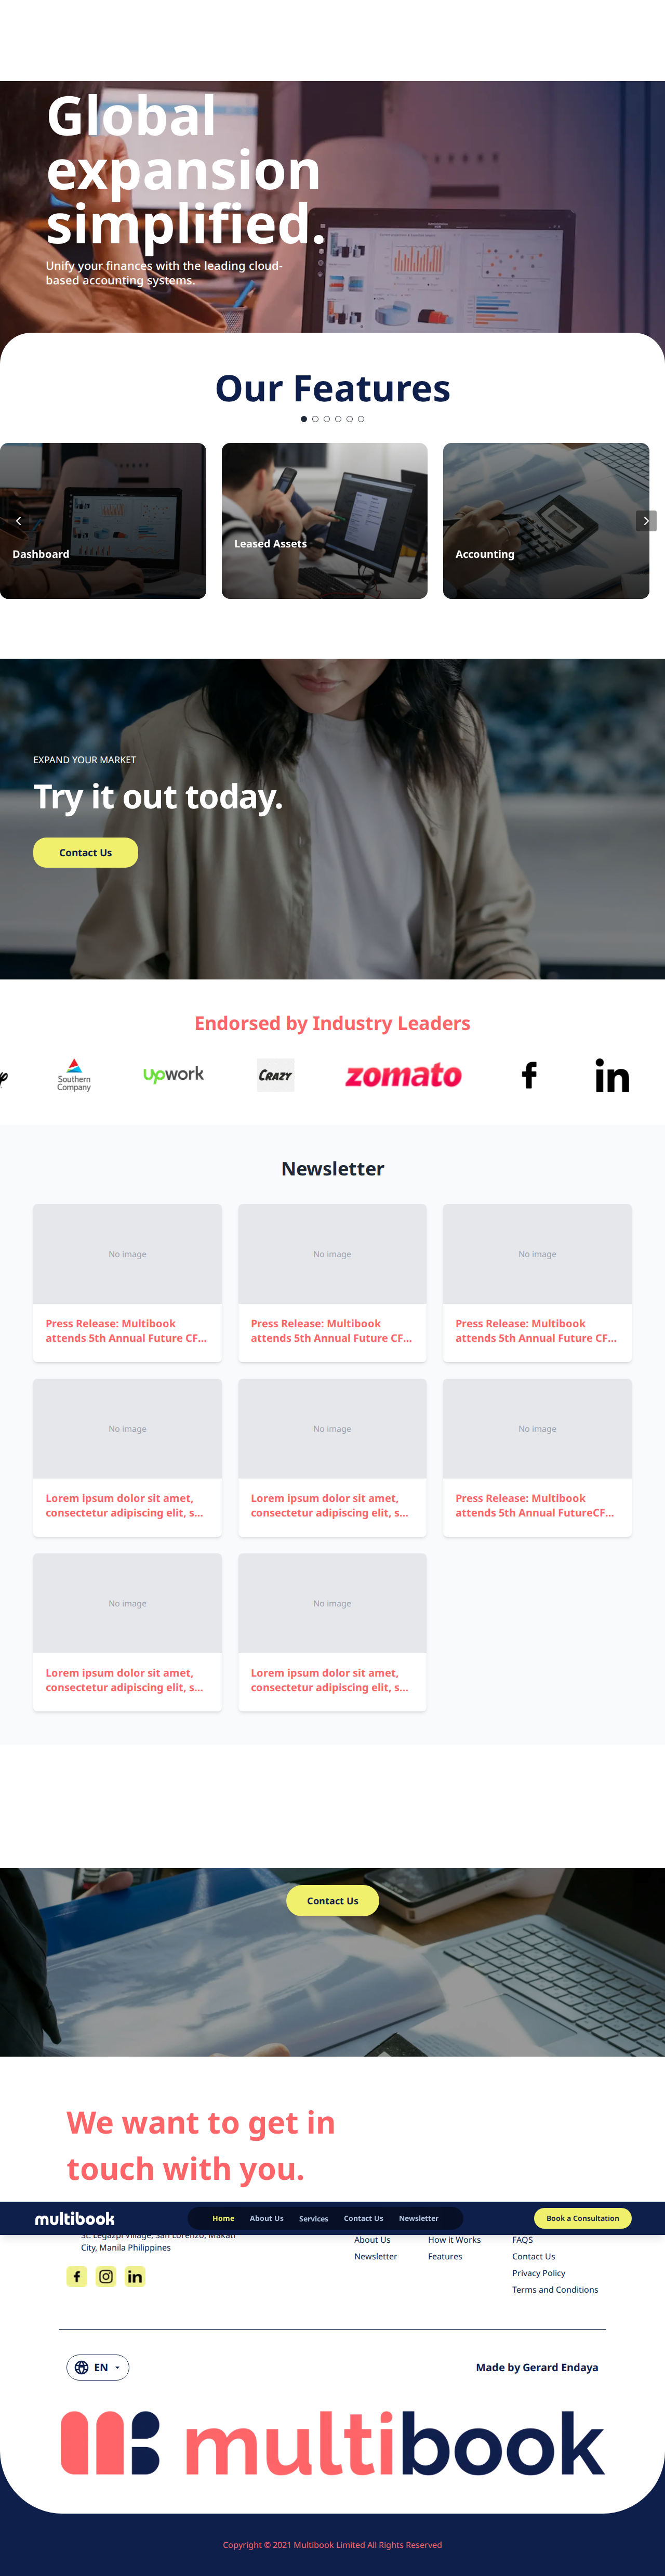 Global
expansion
simplified.
Unify your finances with the leading cloud-
based accounting systems.
Our Features
Dashboard
Leased Assets
Accounting
EXPAND YOUR MARKET
Try it out today.
Contact Us
Endorsed by Industry Leaders
Southern
Company
upwork
CRAZY
zomato
f
in
Newsletter
No image
No image
No image
Press Release: Multibook
attends 5th Annual Future CF...
Press Release: Multibook
attends 5th Annual Future CF...
Press Release: Multibook
attends 5th Annual Future CF...
No image
No image
No image
Lorem ipsum dolor sit amet,
consectetur adipiscing elit, s...
Lorem ipsum dolor sit amet,
consectetur adipiscing elit, s...
Press Release: Multibook
attends 5th Annual FutureCF...
No image
No image
Lorem ipsum dolor sit amet,
consectetur adipiscing elit, s...
Lorem ipsum dolor sit amet,
consectetur adipiscing elit, s...
Contact Us
We want to get in
touch with you.
multibook
Home
About Us
Services
Contact Us
Newsletter
Book a Consultation
St. Legazpi Village, San Lorenzo, Makati
City, Manila Philippines
f
in
About Us
Newsletter
How it Works
Features
FAQS
Contact Us
Privacy Policy
Terms and Conditions
EN
Made by Gerard Endaya
multibook
Copyright © 2021 Multibook Limited All Rights Reserved